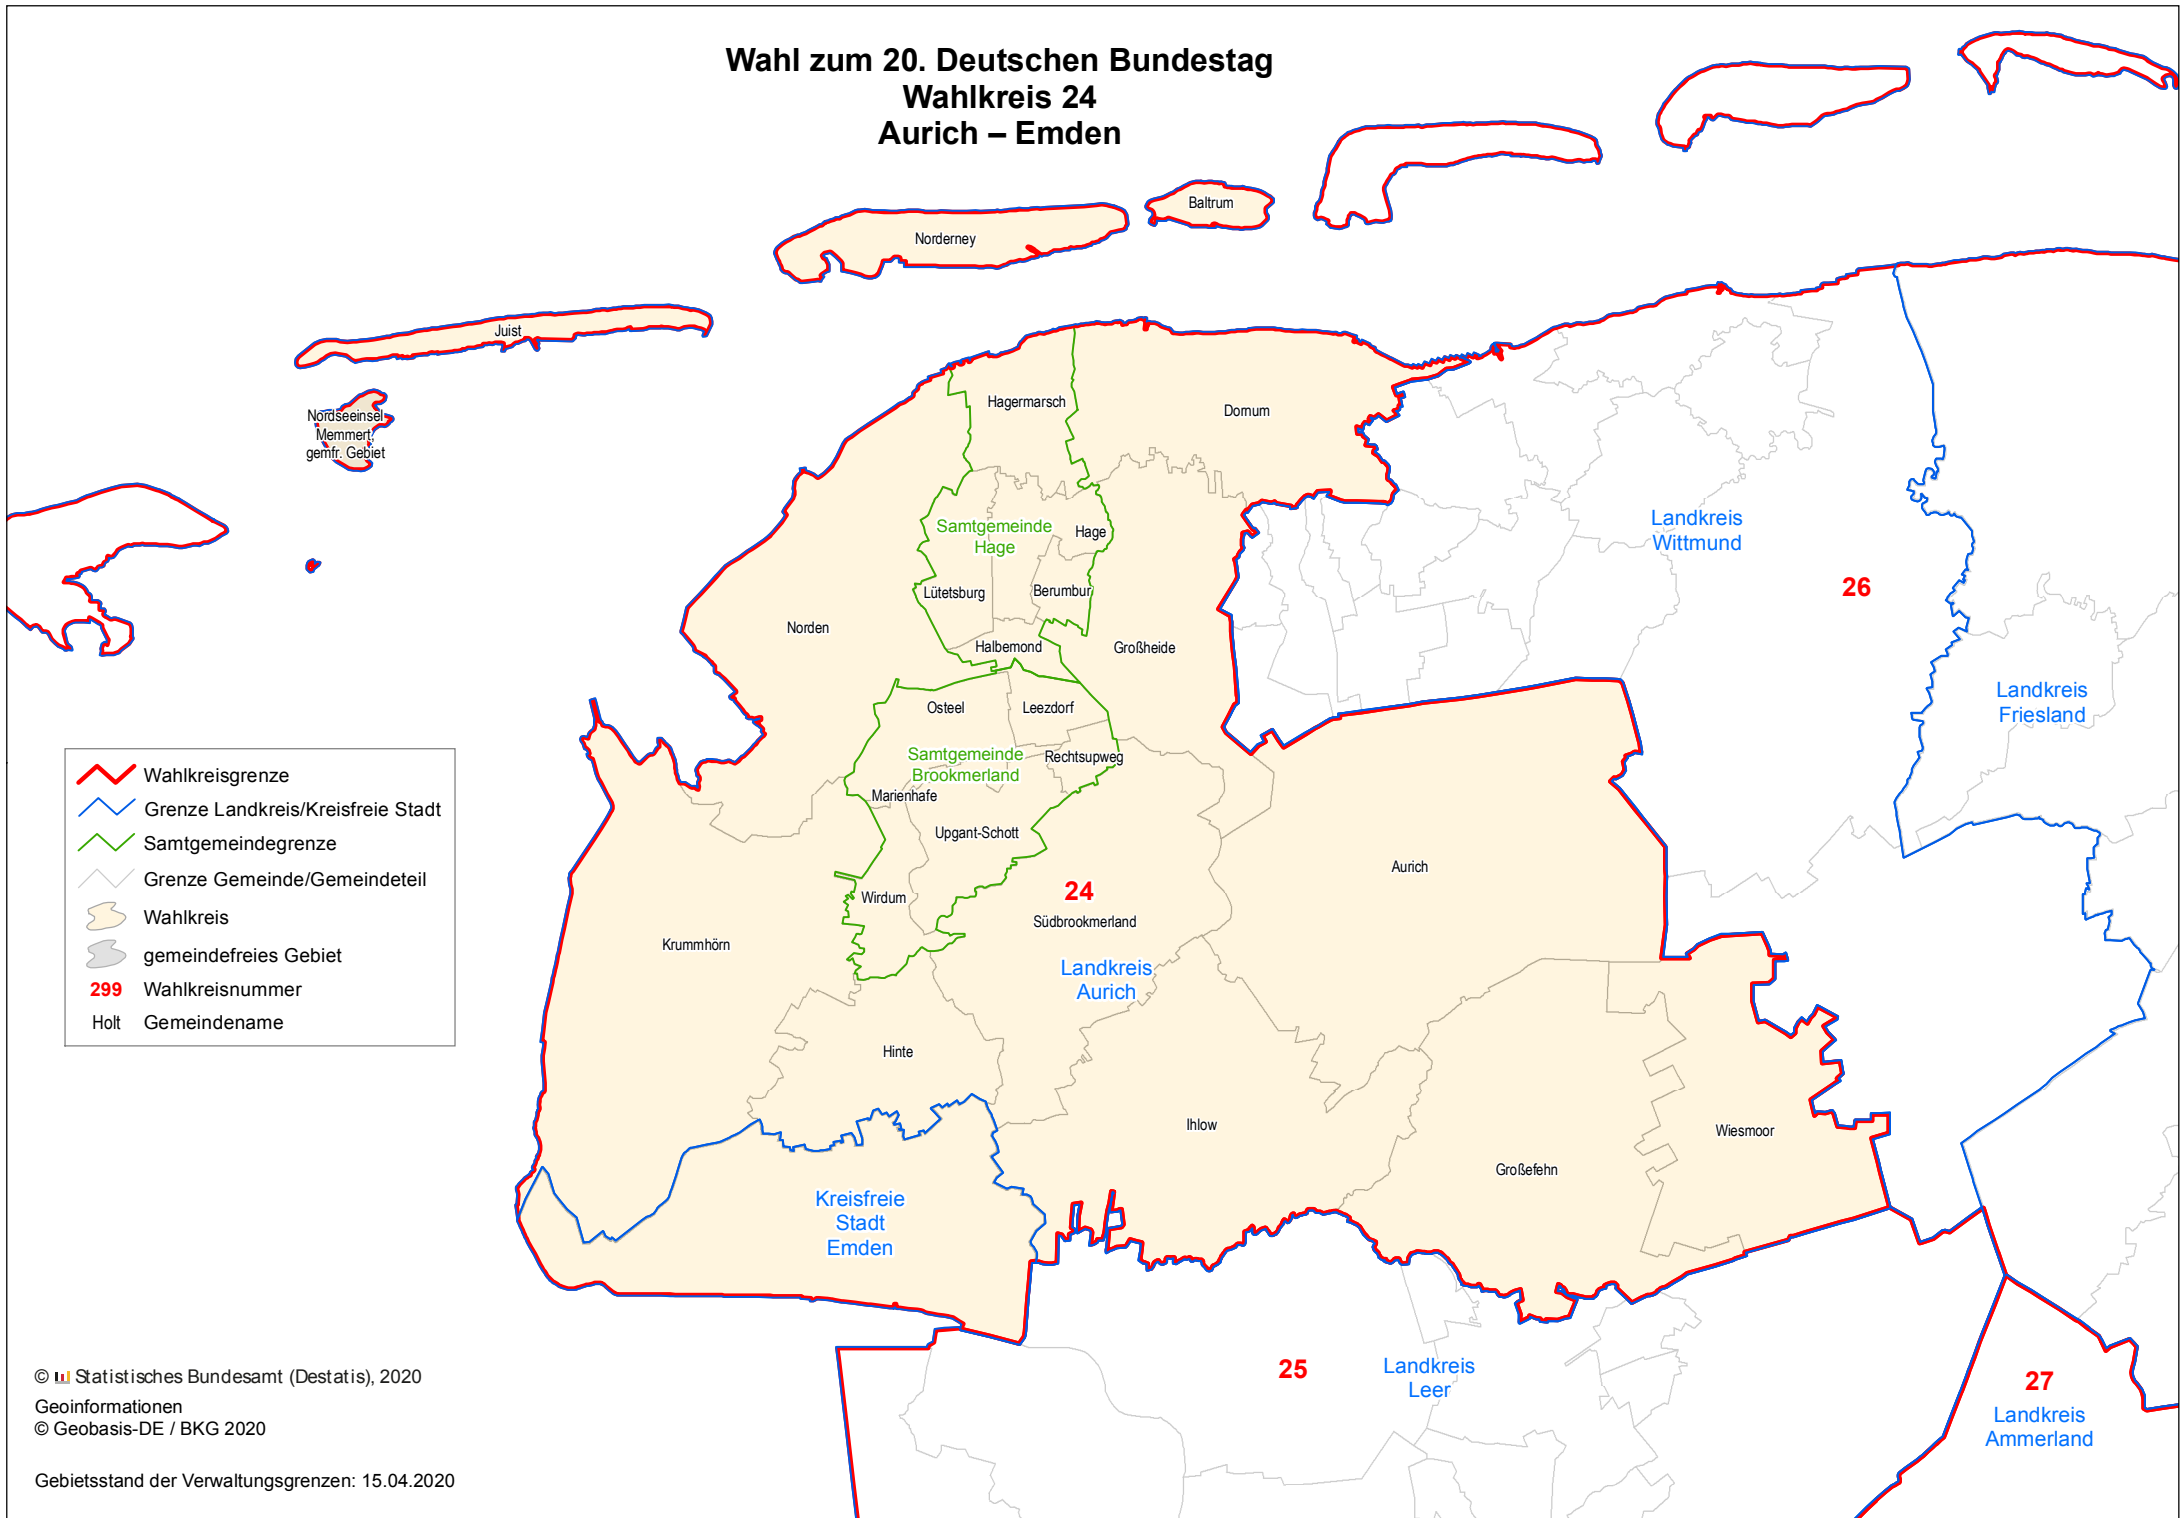 Wahl zum 20. Deutschen Bundestag
Wahlkreis 24
Aurich – Emden
Baltrum
Norderney
Juist
Nordseeinsel
Memmert,
gemfr. Gebiet
Hagermarsch
Dornum
Samtgemeinde
Hage
Hage
Lütetsburg
Berumbur
Norden
Halbemond
Großheide
Landkreis
Wittmund
26
Landkreis
Friesland
Osteel
Leezdorf
Samtgemeinde
Brookmerland
Rechtsupweg
Marienhafe
Upgant-Schott
Wirdum
24
Südbrookmerland
Aurich
Krummhörn
Landkreis
Aurich
Hinte
Ihlow
Wiesmoor
Großefehn
Kreisfreie
Stadt
Emden
25
Landkreis
Leer
27
Landkreis
Ammerland
Wahlkreisgrenze
Grenze Landkreis/Kreisfreie Stadt
Samtgemeindegrenze
Grenze Gemeinde/Gemeindeteil
Wahlkreis
gemeindefreies Gebiet
299 Wahlkreisnummer
Holt Gemeindename
© Statistisches Bundesamt (Destatis), 2020
Geoinformationen
© Geobasis-DE / BKG 2020
Gebietsstand der Verwaltungsgrenzen: 15.04.2020